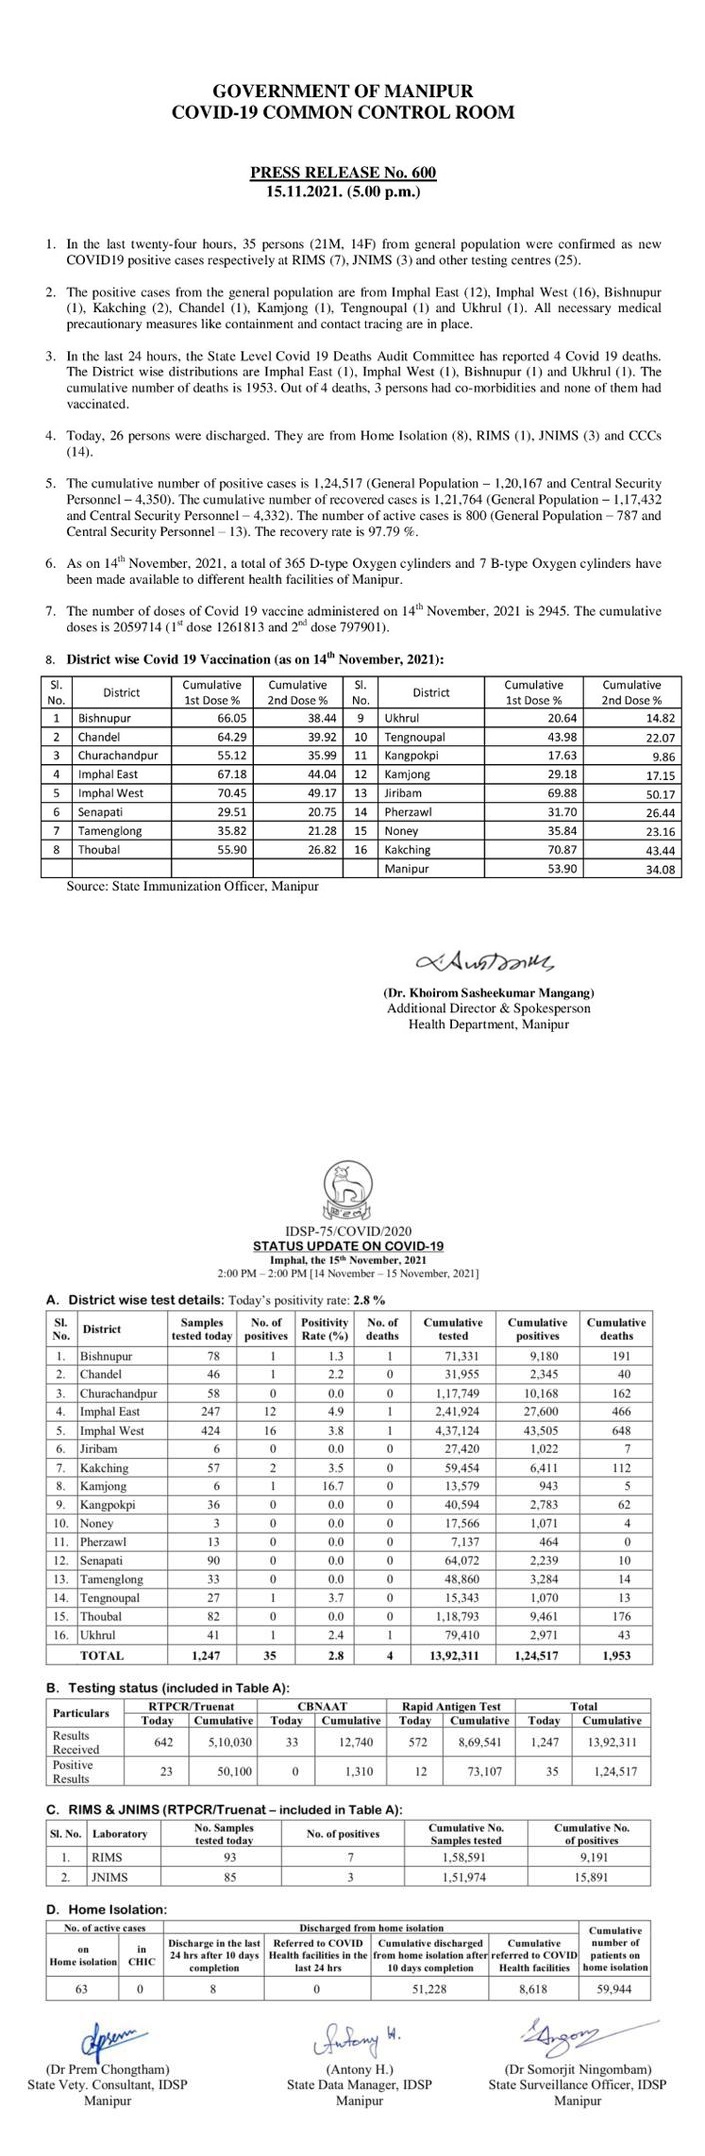 GOVERNMENT OF MANIPUR
COVID-19 COMMON CONTROL ROOM
PRESS RELEASE No. 600
15.11.2021. (5.00 p.m.)
1. In the last twenty-four hours, 35 persons (21M, 14F) from general population were confirmed as new
COVID19 positive cases respectively at RIMS (7), JNIMS (3) and other testing centres (25).
2. The positive cases from the general population are from Imphal East (12), Imphal West (16), Bishnupur
(1), Kakching (2), Chandel (1), Kamjong (1), Tengnoupal (1) and Ukhrul (1). All necessary medical
precautionary measures like containment and contact tracing are in place.
3. In the last 24 hours, the State Level Covid 19 Deaths Audit Committee has reported 4 Covid 19 deaths.
The District wise distributions are Imphal East (1), Imphal West (1), Bishnupur (1) and Ukhrul (1). The
cumulative number of deaths is 1953. Out of 4 deaths, 3 persons had co-morbidities and none of them had
vaccinated.
4. Today, 26 persons were discharged. They are from Home Isolation (8), RIMS (1), JNIMS (3) and CCCs
(14).
5. The cumulative number of positive cases is 1,24,517 (General Population – 1,20,167 and Central Security
Personnel – 4,350). The cumulative number of recovered cases is 1,21,764 (General Population – 1,17,432
and Central Security Personnel – 4,332). The number of active cases is 800 (General Population – 787 and
Central Security Personnel – 13). The recovery rate is 97.79 %.
6. As on 14th November, 2021, a total of 365 D-type Oxygen cylinders and 7 B-type Oxygen cylinders have
been made available to different health facilities of Manipur.
7. The number of doses of Covid 19 vaccine administered on 14th November, 2021 is 2945. The cumulative
doses is 2059714 (1st dose 1261813 and 2nd dose 797901).
8. District wise Covid 19 Vaccination (as on 14th November, 2021):
Sl. No. District Cumulative 1st Dose % Cumulative 2nd Dose % Sl. No. District Cumulative 1st Dose % Cumulative 2nd Dose %
1 Bishnupur 66.05 38.44 9 Ukhrul 20.64 14.82
2 Chandel 64.29 39.92 10 Tengnoupal 43.98 22.07
3 Churachandpur 55.12 35.99 11 Kangpokpi 17.63 9.86
4 Imphal East 67.18 44.04 12 Kamjong 29.18 17.15
5 Imphal West 70.45 49.17 13 Jiribam 69.88 50.17
6 Senapati 29.51 20.75 14 Pherzawl 31.70 26.44
7 Tamenglong 35.82 21.28 15 Noney 35.84 23.16
8 Thoubal 55.90 26.82 16 Kakching 70.87 43.44
Manipur 53.90 34.08
Source: State Immunization Officer, Manipur
(Dr. Khoirom Sasheekumar Mangang)
Additional Director & Spokesperson
Health Department, Manipur
IDSP-75/COVID/2020
STATUS UPDATE ON COVID-19
Imphal, the 15th November, 2021
2:00 PM – 2:00 PM [14 November – 15 November, 2021]
A. District wise test details: Today's positivity rate: 2.8 %
Sl. No. District Samples tested today No. of positives Positivity Rate (%) No. of deaths Cumulative tested Cumulative positives Cumulative deaths
1. Bishnupur 78 1 1.3 1 71,331 9,180 191
2. Chandel 46 1 2.2 0 31,955 2,345 40
3. Churachandpur 58 0 0.0 0 1,17,749 10,168 162
4. Imphal East 247 12 4.9 1 2,41,924 27,600 466
5. Imphal West 424 16 3.8 1 4,37,124 43,505 648
6. Jiribam 6 0 0.0 0 27,420 1,022 7
7. Kakching 57 2 3.5 0 59,454 6,411 112
8. Kamjong 6 1 16.7 0 13,579 943 5
9. Kangpokpi 36 0 0.0 0 40,594 2,783 62
10. Noney 3 0 0.0 0 17,566 1,071 4
11. Pherzawl 13 0 0.0 0 7,137 464 0
12. Senapati 90 0 0.0 0 64,072 2,239 10
13. Tamenglong 33 0 0.0 0 48,860 3,284 14
14. Tengnoupal 27 1 3.7 0 15,343 1,070 13
15. Thoubal 82 0 0.0 0 1,18,793 9,461 176
16. Ukhrul 41 1 2.4 1 79,410 2,971 43
TOTAL 1,247 35 2.8 4 13,92,311 1,24,517 1,953
B. Testing status (included in Table A):
Particulars RTPCR/Truenat CBNAAT Rapid Antigen Test Total
Today Cumulative Today Cumulative Today Cumulative Today Cumulative
Results Received 642 5,10,030 33 12,740 572 8,69,541 1,247 13,92,311
Positive Results 23 50,100 0 1,310 12 73,107 35 1,24,517
C. RIMS & JNIMS (RTPCR/Truenat – included in Table A):
Sl. No. Laboratory No. Samples tested today No. of positives Cumulative No. Samples tested Cumulative No. of positives
1. RIMS 93 7 1,58,591 9,191
2. JNIMS 85 3 1,51,974 15,891
D. Home Isolation:
No. of active cases Discharged from home isolation Cumulative number of patients on home isolation
on Home isolation in CHIC Discharge in the last 24 hrs after 10 days completion Referred to COVID Health facilities in the last 24 hrs Cumulative discharged from home isolation after 10 days completion Cumulative referred to COVID Health facilities
63 0 8 0 51,228 8,618 59,944
Antony H.
(Dr Prem Chongtham) (Antony H.) (Dr Somorjit Ningombam)
State Vety. Consultant, IDSP State Data Manager, IDSP State Surveillance Officer, IDSP
Manipur Manipur Manipur